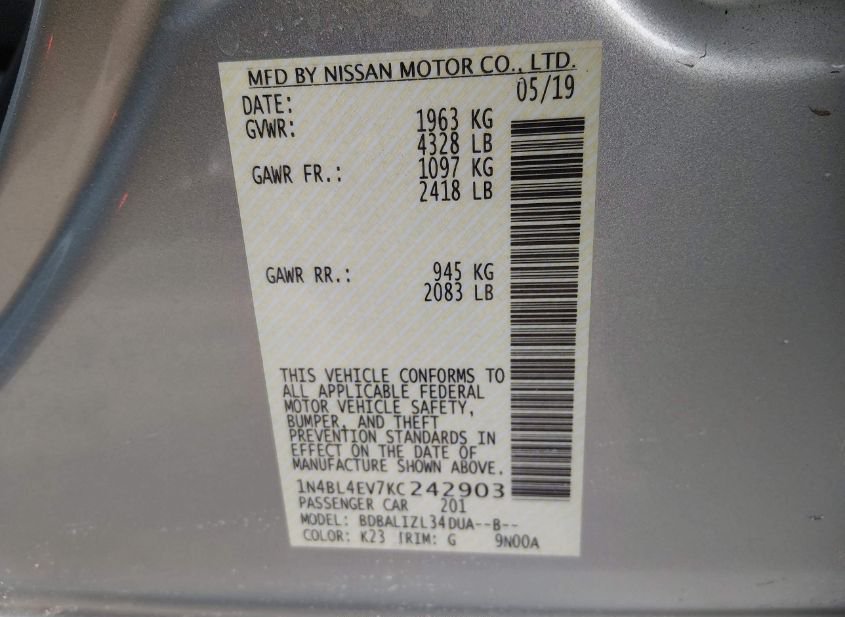 MFD BY NISSAN MOTOR CO., LTD.
DATE: 05/19
GVWR: 1963 KG
4328 LB
GAWR FR.: 1097 KG
2418 LB
GAWR RR.: 945 KG
2083 LB
THIS VEHICLE CONFORMS TO
ALL APPLICABLE FEDERAL
MOTOR VEHICLE SAFETY,
BUMPER, AND THEFT
PREVENTION STANDARDS IN
EFFECT ON THE DATE OF
MANUFACTURE SHOWN ABOVE.
1N4BL4EV7KC242903
PASSENGER CAR 201
MODEL: BDBALIZL34DUA--B--
COLOR: K23 TRIM: G 9N00A